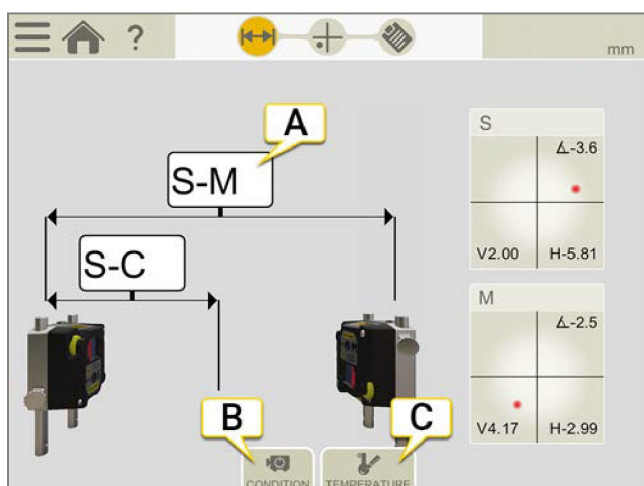 ?
mm
A
S-M
S-C
S
∡-3.6
V2.00 H-5.81
M
∡-2.5
V4.17 H-2.99
B
C
CONDITION
TEMPERATURE